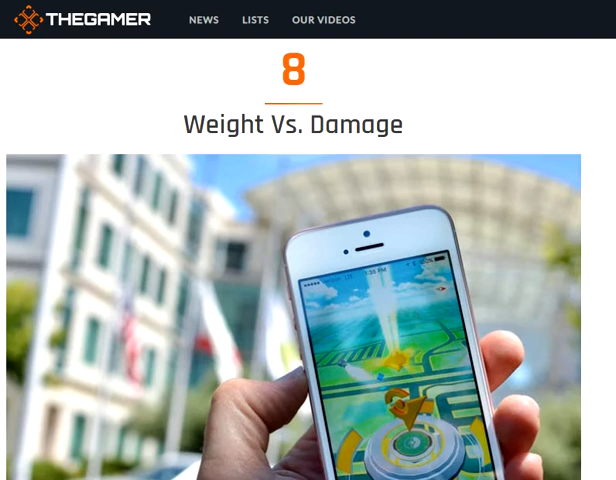 THEGAMER
NEWS
LISTS
OUR VIDEOS
8
Weight Vs. Damage